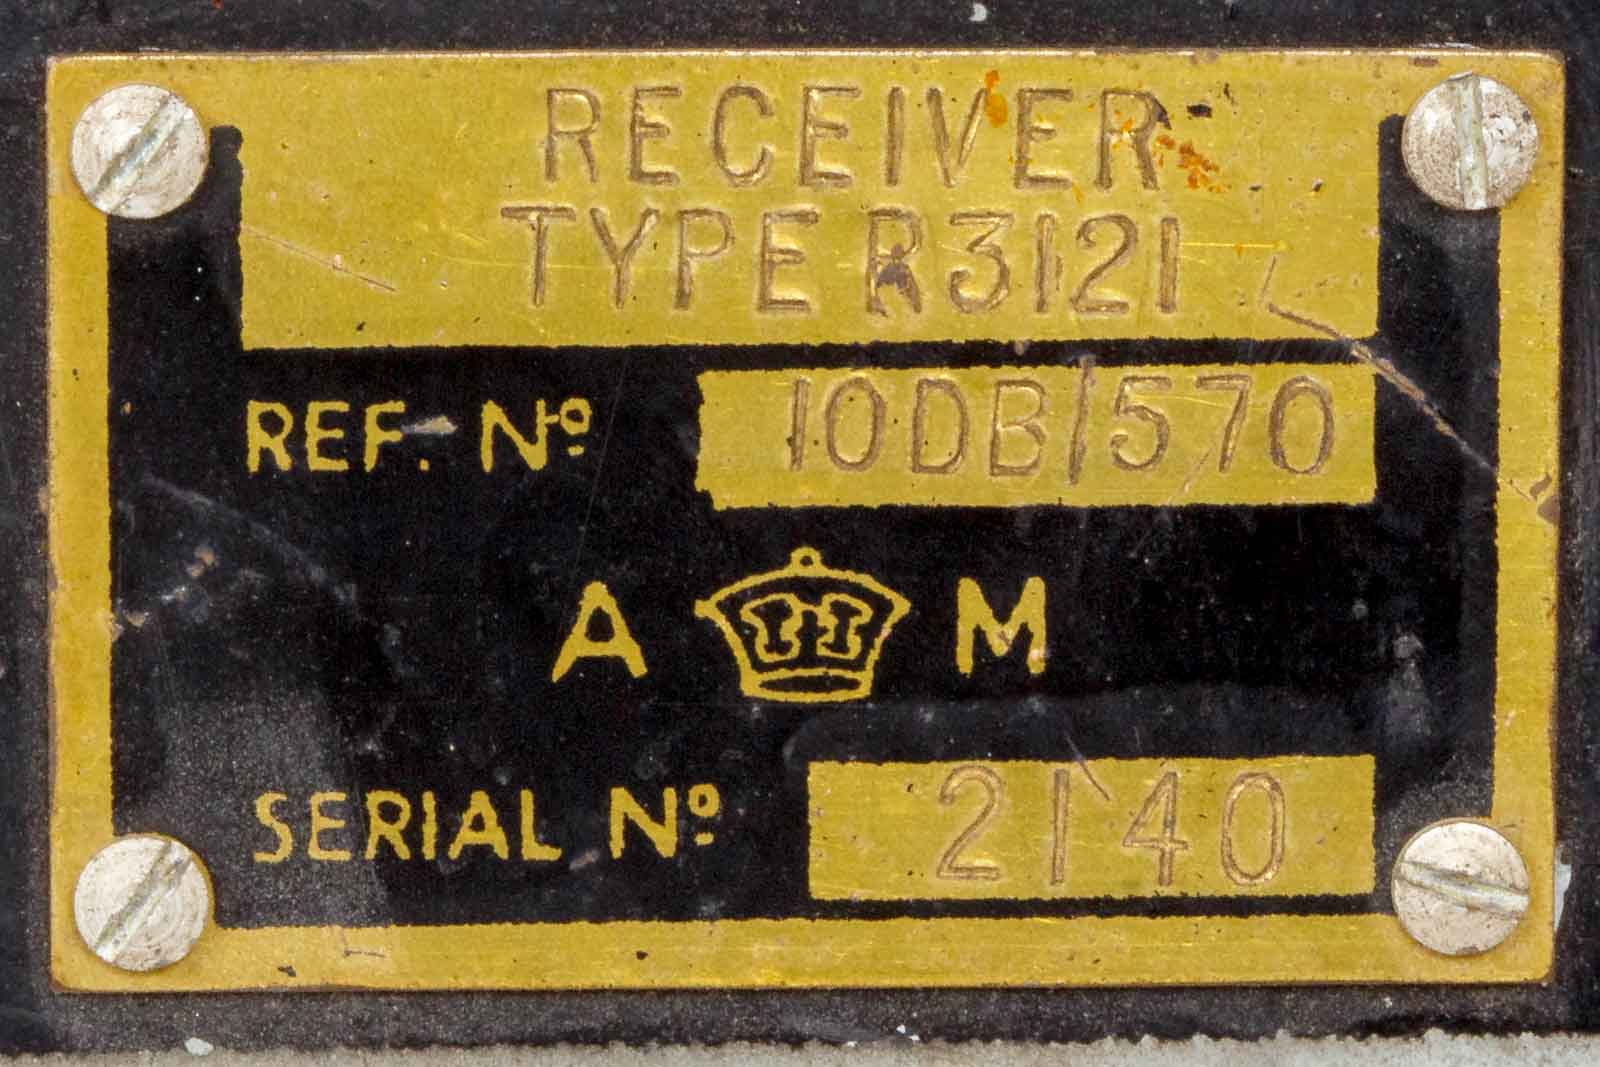 RECEIVER
TYPE R3121
REF. Nº 10DB/570
A M
SERIAL Nº 2140